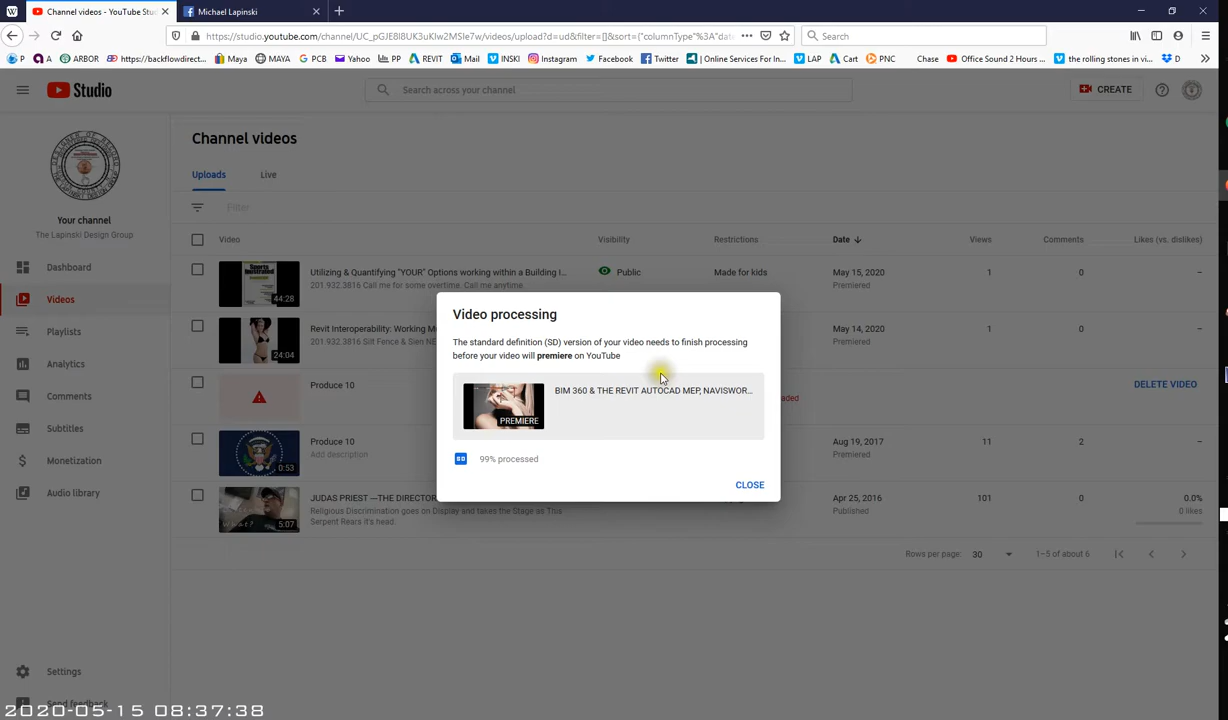 Channel videos - YouTube Stu
Michael Lapinski
https://studio.youtube.com/channel/UC_pGJE8I8UK3uKIw2MSIe7w/videos/upload?d=ud&filter=[]&sort={"columnType"%3A"dat
Search
P
A
ARBOR
https://backflowdirect...
Maya
MAYA
PCB
Yahoo
PP
REVIT
Mail
INSKI
Instagram
Facebook
Twitter
| Online Services For In...
LAP
Cart
PNC
Chase
Office Sound 2 Hours ...
the rolling stones in vi...
D
Studio
Search across your channel
CREATE
Channel videos
Uploads
Live
Filter
Your channel
The Lapinski Design Group
Dashboard
Videos
Playlists
Analytics
Comments
Subtitles
Monetization
Audio library
Settings
Send feedback
Video
Visibility
Restrictions
Date
Views
Comments
Likes (vs. dislikes)
44:28
Utilizing & Quantifying "YOUR" Options working within a Building I...
201.932.3816 Call me for some overtime. Call me anytime.
Public
Made for kids
May 15, 2020
Premiered
1
0
–
24:04
Revit Interoperability: Working M
201.932.3816 Silt Fence & Sien NE
May 14, 2020
Premiered
1
0
–
Produce 10
DELETE VIDEO
0:53
Produce 10
Add description
Aug 19, 2017
Premiered
11
2
–
5:07
JUDAS PRIEST ---THE DIRECTOR
Religious Discrimination goes on Display and takes the Stage as This
Serpent Rears it's head.
Apr 25, 2016
Published
101
0
0.0%
0 likes
Rows per page:
30
1–5 of about 6
Video processing
The standard definition (SD) version of your video needs to finish processing
before your video will premiere on YouTube
PREMIERE
BIM 360 & THE REVIT AUTOCAD MEP, NAVISWOR...
SD
99% processed
CLOSE
2020-05-15 08:37:38